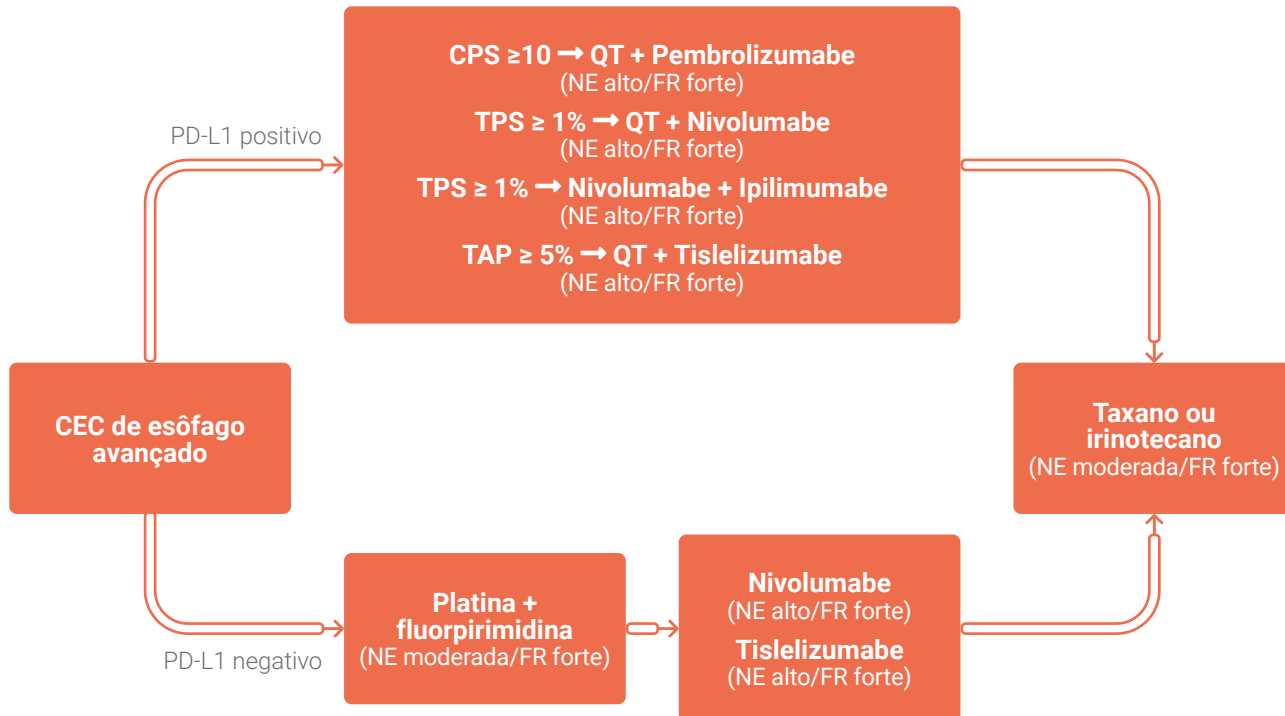 CPS ≥10 → QT + Pembrolizumabe
(NE alto/FR forte)
TPS ≥ 1% → QT + Nivolumabe
(NE alto/FR forte)
TPS ≥ 1% → Nivolumabe + Ipilimumabe
(NE alto/FR forte)
TAP ≥ 5% → QT + Tislelizumabe
(NE alto/FR forte)
PD-L1 positivo
CEC de esôfago
avançado
Taxano ou
irinotecano
(NE moderada/FR forte)
PD-L1 negativo
Platina +
fluorpirimidina
(NE moderada/FR forte)
Nivolumabe
(NE alto/FR forte)
Tislelizumabe
(NE alto/FR forte)